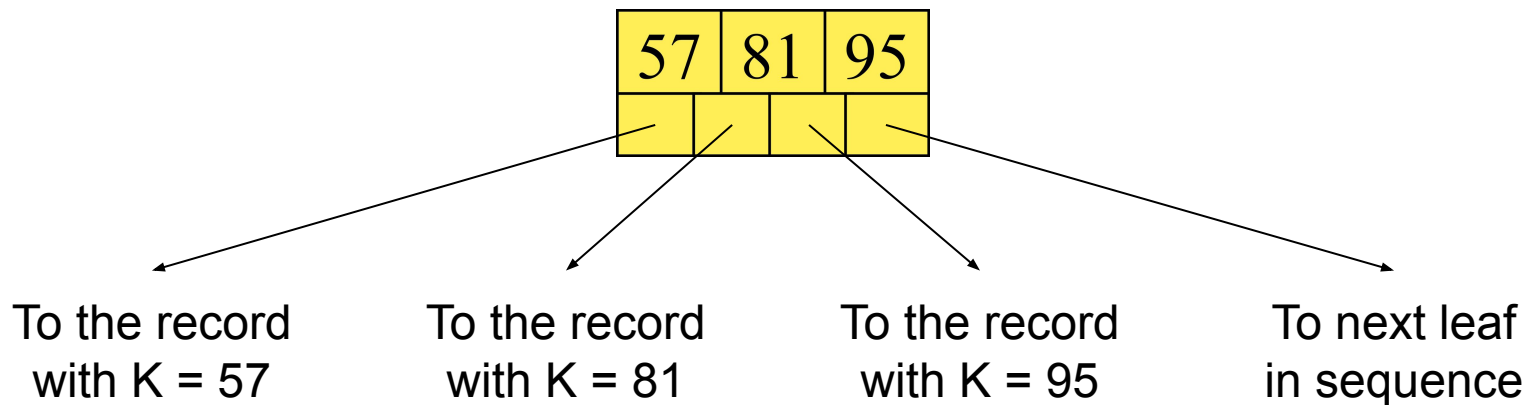 57 81 95
To the record
with K = 57
To the record
with K = 81
To the record
with K = 95
To next leaf
in sequence